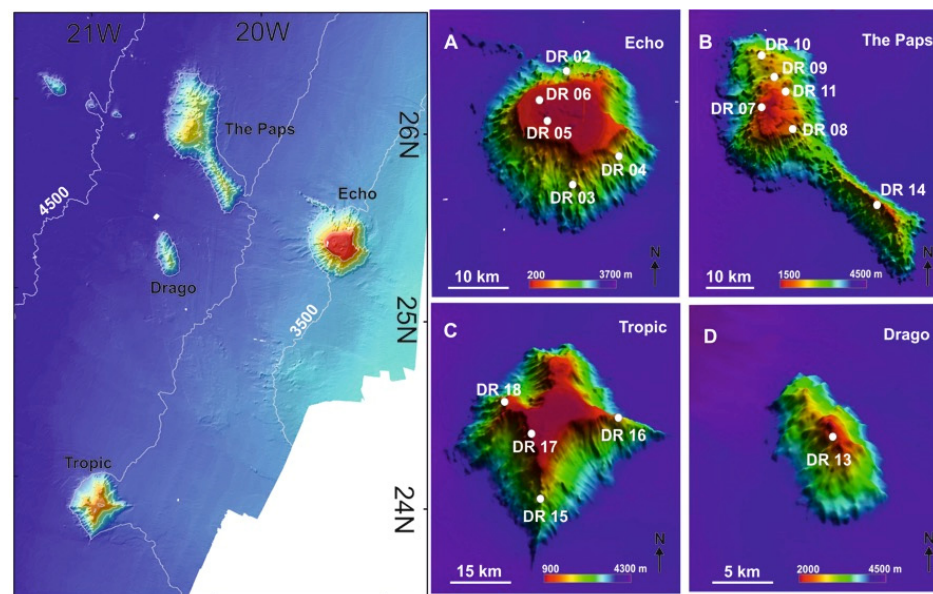 21W
20W
The Paps
26N
4500
Echo
Drago
25N
3500
Tropic
24N
A
Echo
DR 02
DR 06
DR 05
DR 04
DR 03
N
10 km
200
3700 m
B
The Paps
DR 10
DR 09
DR 11
DR 07
DR 08
DR 14
N
10 km
1500
4500 m
C
Tropic
DR 18
DR 16
DR 17
DR 15
N
15 km
900
4300 m
D
Drago
DR 13
N
5 km
2000
4500 m